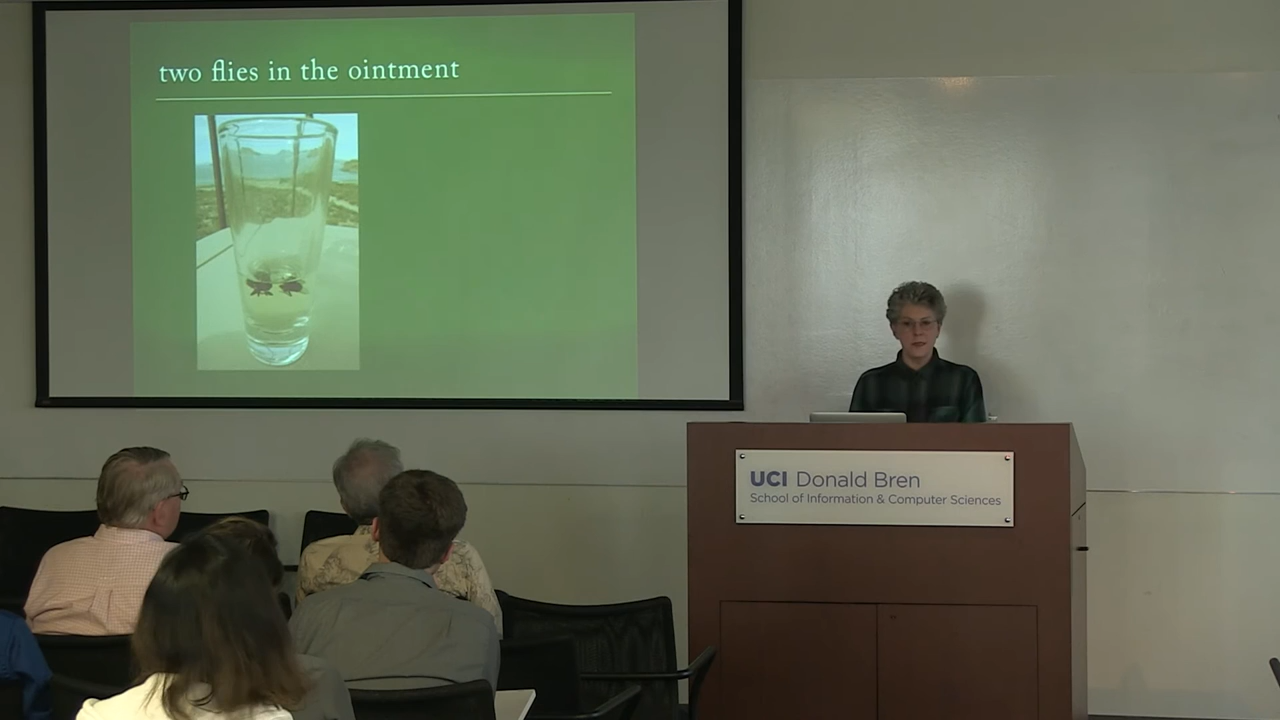 two flies in the ointment
UCI Donald Bren
School of Information & Computer Sciences